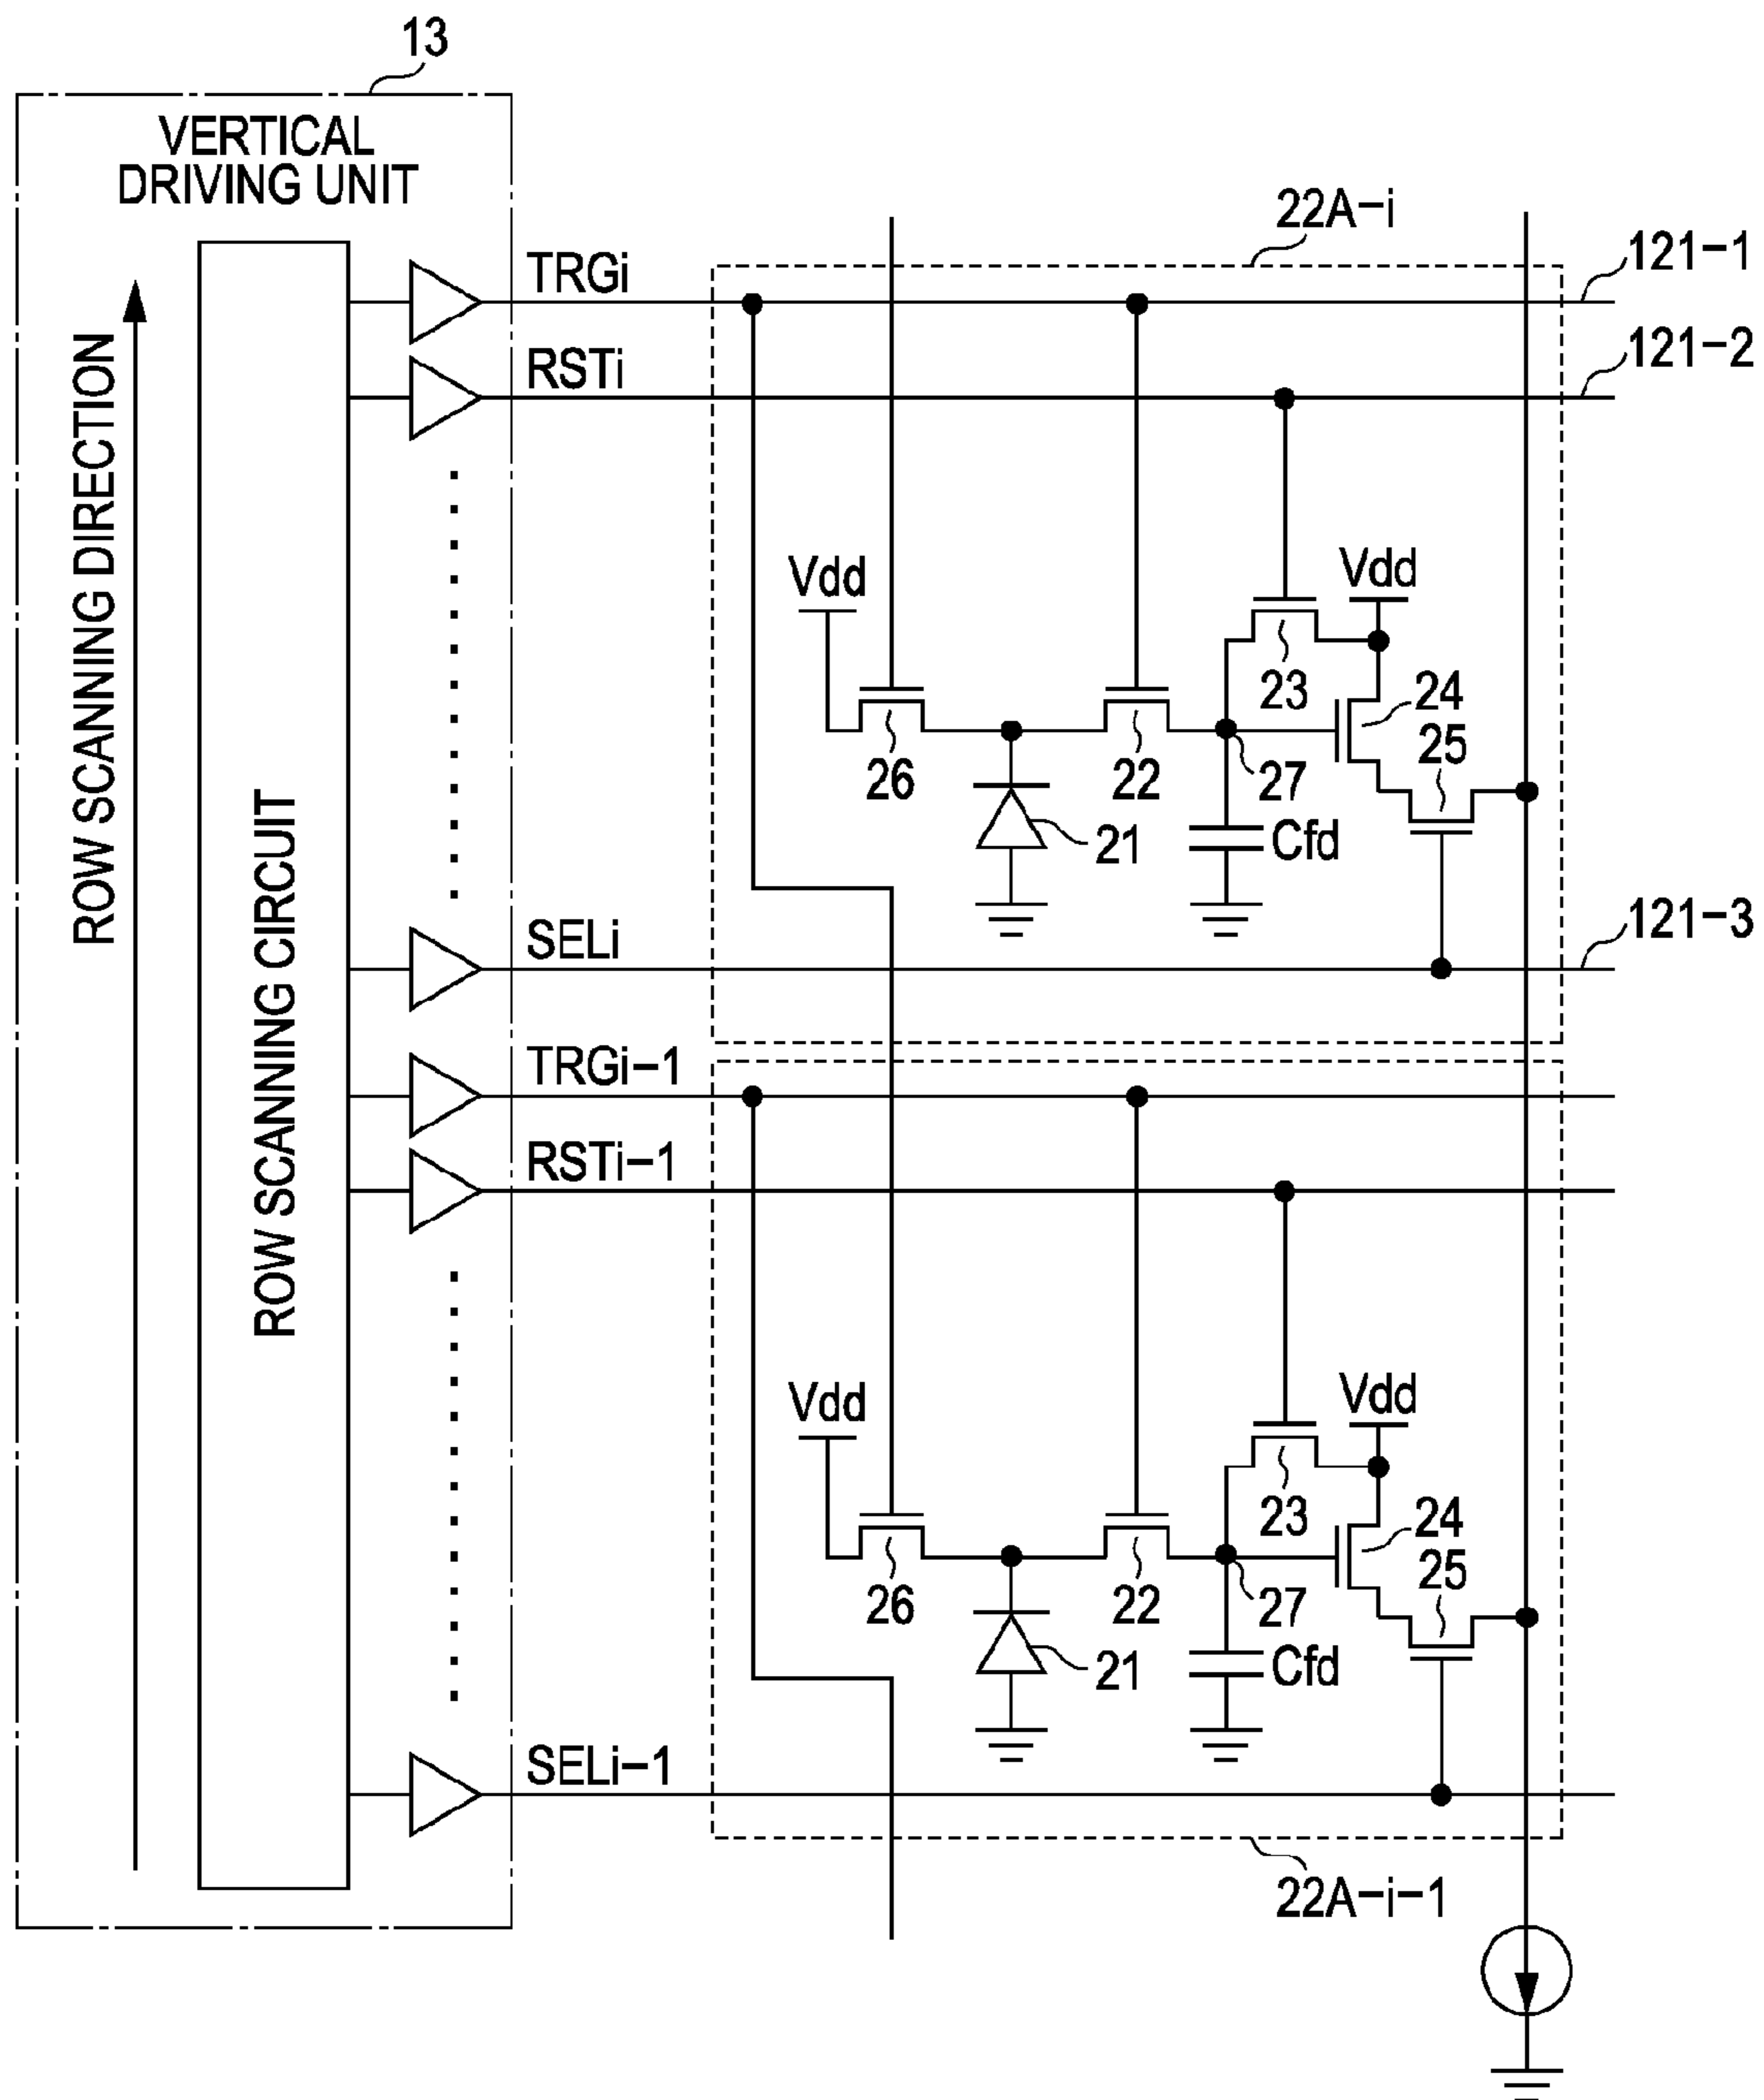 13
VERTICAL
DRIVING UNIT
ROW SCANNING DIRECTION
ROW SCANNING CIRCUIT
22A-i
TRGi
121-1
RSTi
121-2
Vdd
Vdd
23
24
25
26
22
27
21
Cfd
SELi
121-3
TRGi-1
RSTi-1
Vdd
Vdd
23
24
25
26
22
27
21
Cfd
SELi-1
22A-i-1